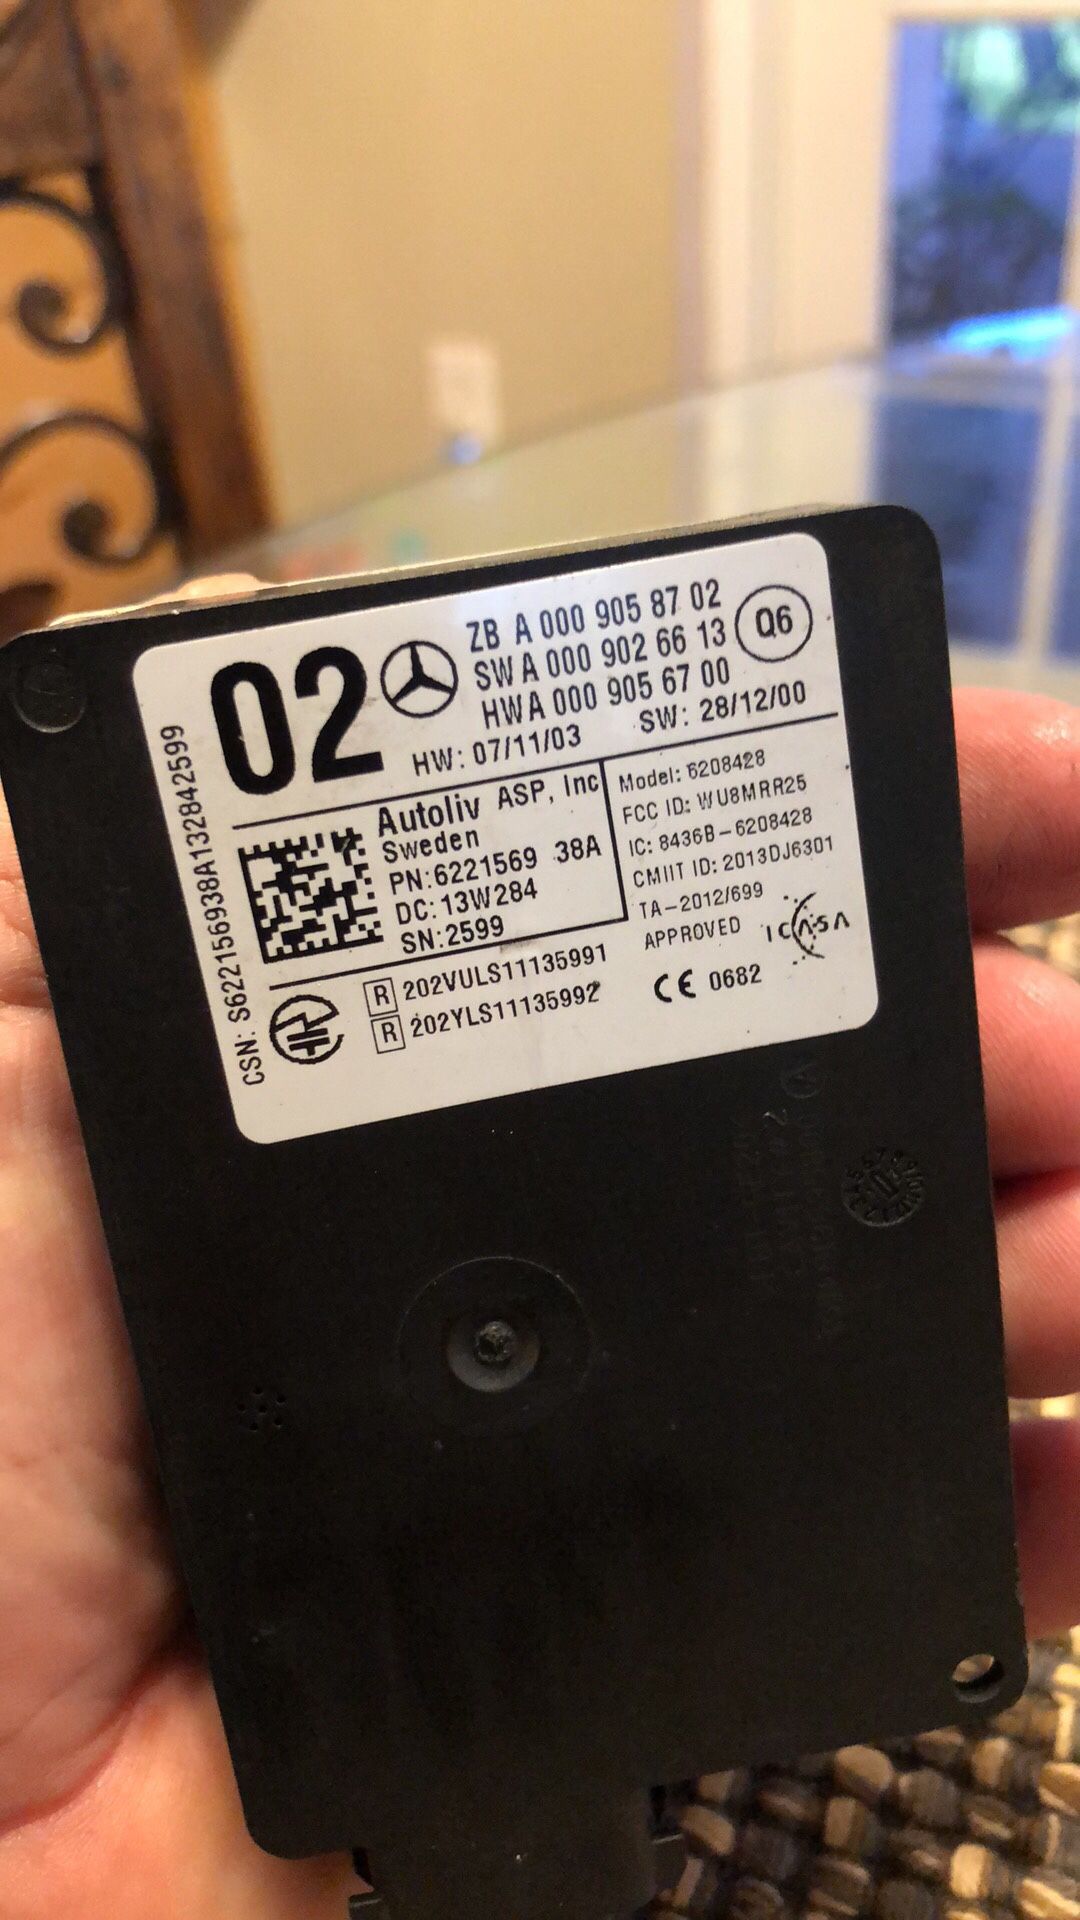 02
ZB A 000 905 87 02
SW A 000 902 66 13
HW A 000 905 67 00
Q6
HW: 07/11/03
SW: 28/12/00
Autoliv ASP, Inc
Sweden
PN:6221569 38A
DC:13W284
SN:2599
Model: 6208428
FCC ID: WU8MRR25
IC: 8436B-6208428
CMIIT ID: 2013DJ6301
TA-2012/699
APPROVED
ICASA
R 202VULS11135991
R 202YLS11135992
CE 0682
CSN: S622156938A132842599